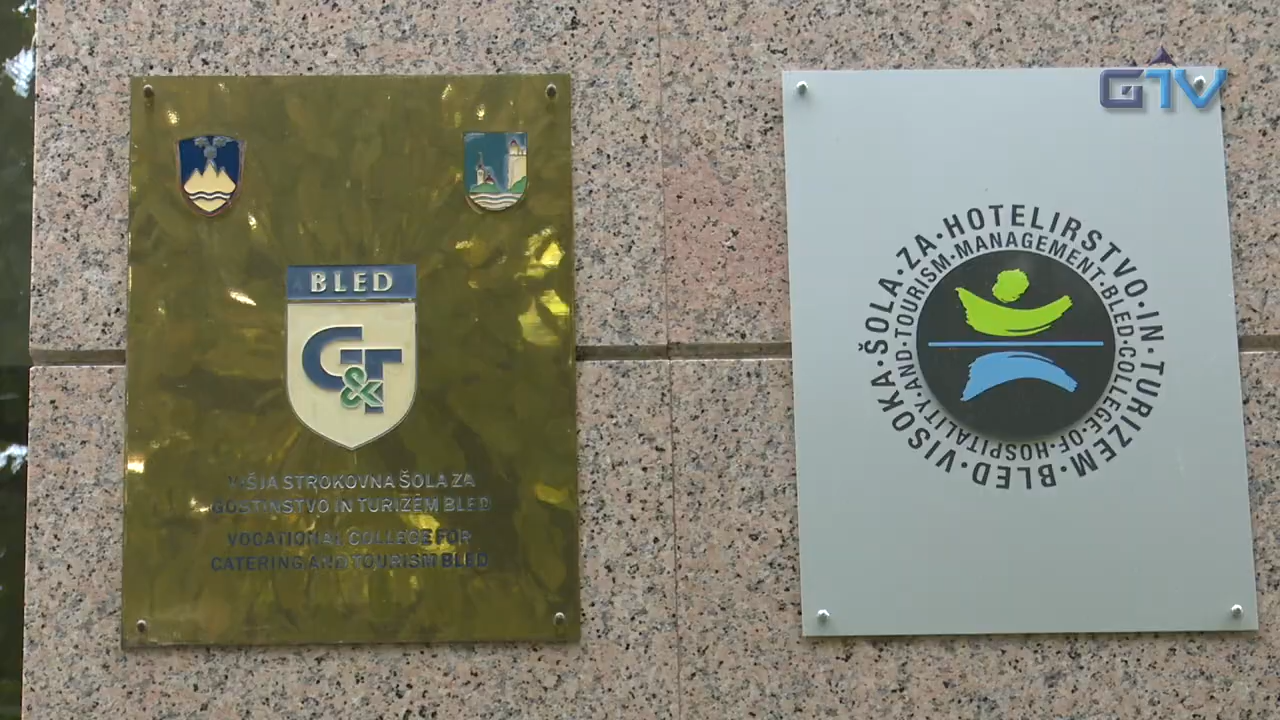 BLED
G&T
VIŠJA STROKOVNA ŠOLA ZA
GOSTINSTVO IN TURIZEM BLED
VOCATIONAL COLLEGE FOR
CATERING AND TOURISM BLED
GTV
VISOKA·ŠOLA·ZA·HOTELIRSTVO·IN·TURIZEM·BLED·
COLLEGE·OF·HOSPITALITY·AND·TOURISM·MANAGEMENT·BLED·